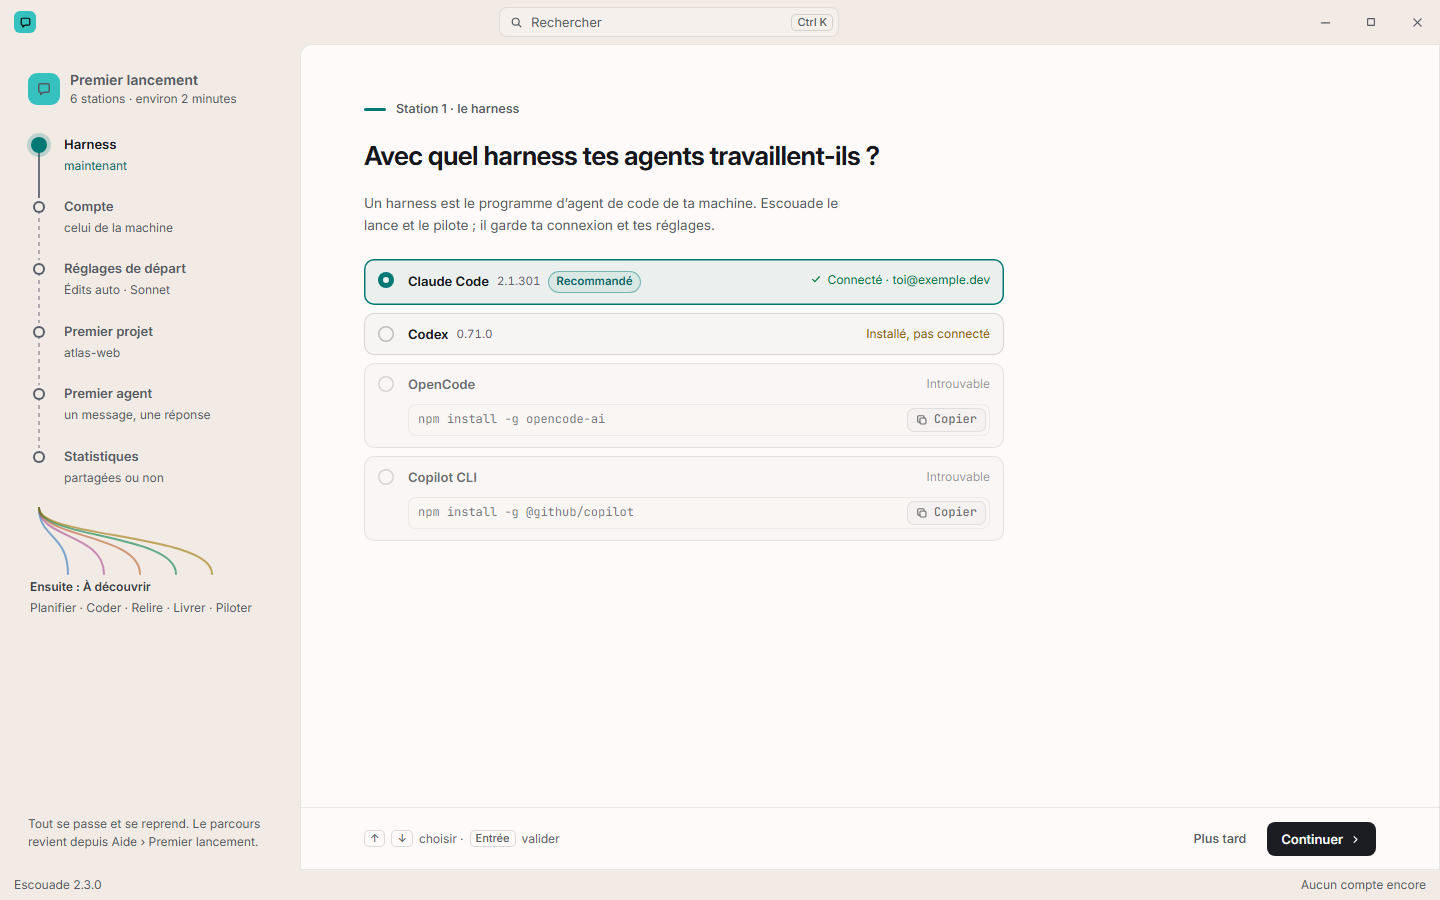 Rechercher
Ctrl K
Premier lancement
6 stations · environ 2 minutes
Harness
maintenant
Compte
celui de la machine
Réglages de départ
Édits auto · Sonnet
Premier projet
atlas-web
Premier agent
un message, une réponse
Statistiques
partagées ou non
Ensuite : À découvrir
Planifier · Coder · Relire · Livrer · Piloter
Tout se passe et se reprend. Le parcours
revient depuis Aide › Premier lancement.
Station 1 · le harness
Avec quel harness tes agents travaillent-ils ?
Un harness est le programme d’agent de code de ta machine. Escouade le
lance et le pilote ; il garde ta connexion et tes réglages.
Claude Code 2.1.301 Recommandé
Connecté · toi@exemple.dev
Codex 0.71.0
Installé, pas connecté
OpenCode
Introuvable
npm install -g opencode-ai
Copier
Copilot CLI
Introuvable
npm install -g @github/copilot
Copier
↑ ↓ choisir · Entrée valider
Plus tard
Continuer
Escouade 2.3.0
Aucun compte encore